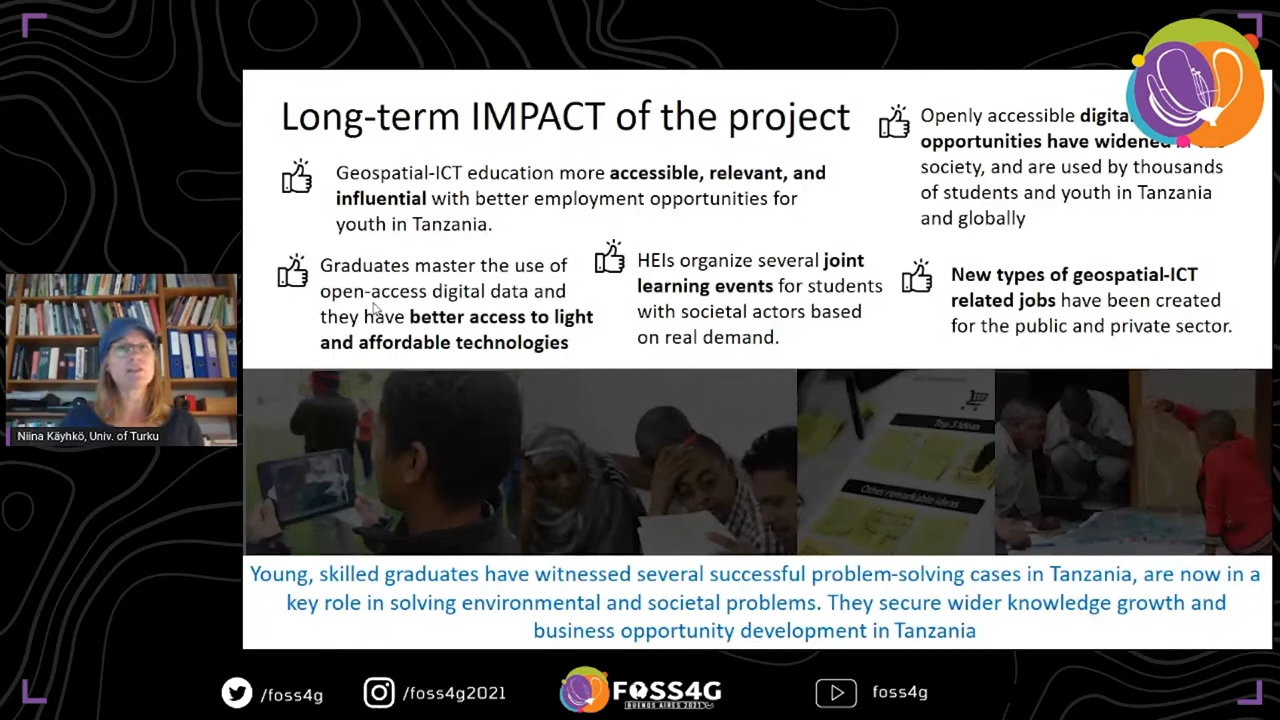 Long-term IMPACT of the project
Geospatial-ICT education more accessible, relevant, and
influential with better employment opportunities for
youth in Tanzania.
Openly accessible digita
opportunities have widened
society, and are used by thousands
of students and youth in Tanzania
and globally
Graduates master the use of
open-access digital data and
they have better access to light
and affordable technologies
HEIs organize several joint
learning events for students
with societal actors based
on real demand.
New types of geospatial-ICT
related jobs have been created
for the public and private sector.
Niina Käyhkö, Univ. of Turku
Top 3 Ideas
Other remarkable ideas
Young, skilled graduates have witnessed several successful problem-solving cases in Tanzania, are now in a
key role in solving environmental and societal problems. They secure wider knowledge growth and
business opportunity development in Tanzania
/foss4g
/foss4g2021
FOSS4G
BUENOS AIRES 2021
foss4g